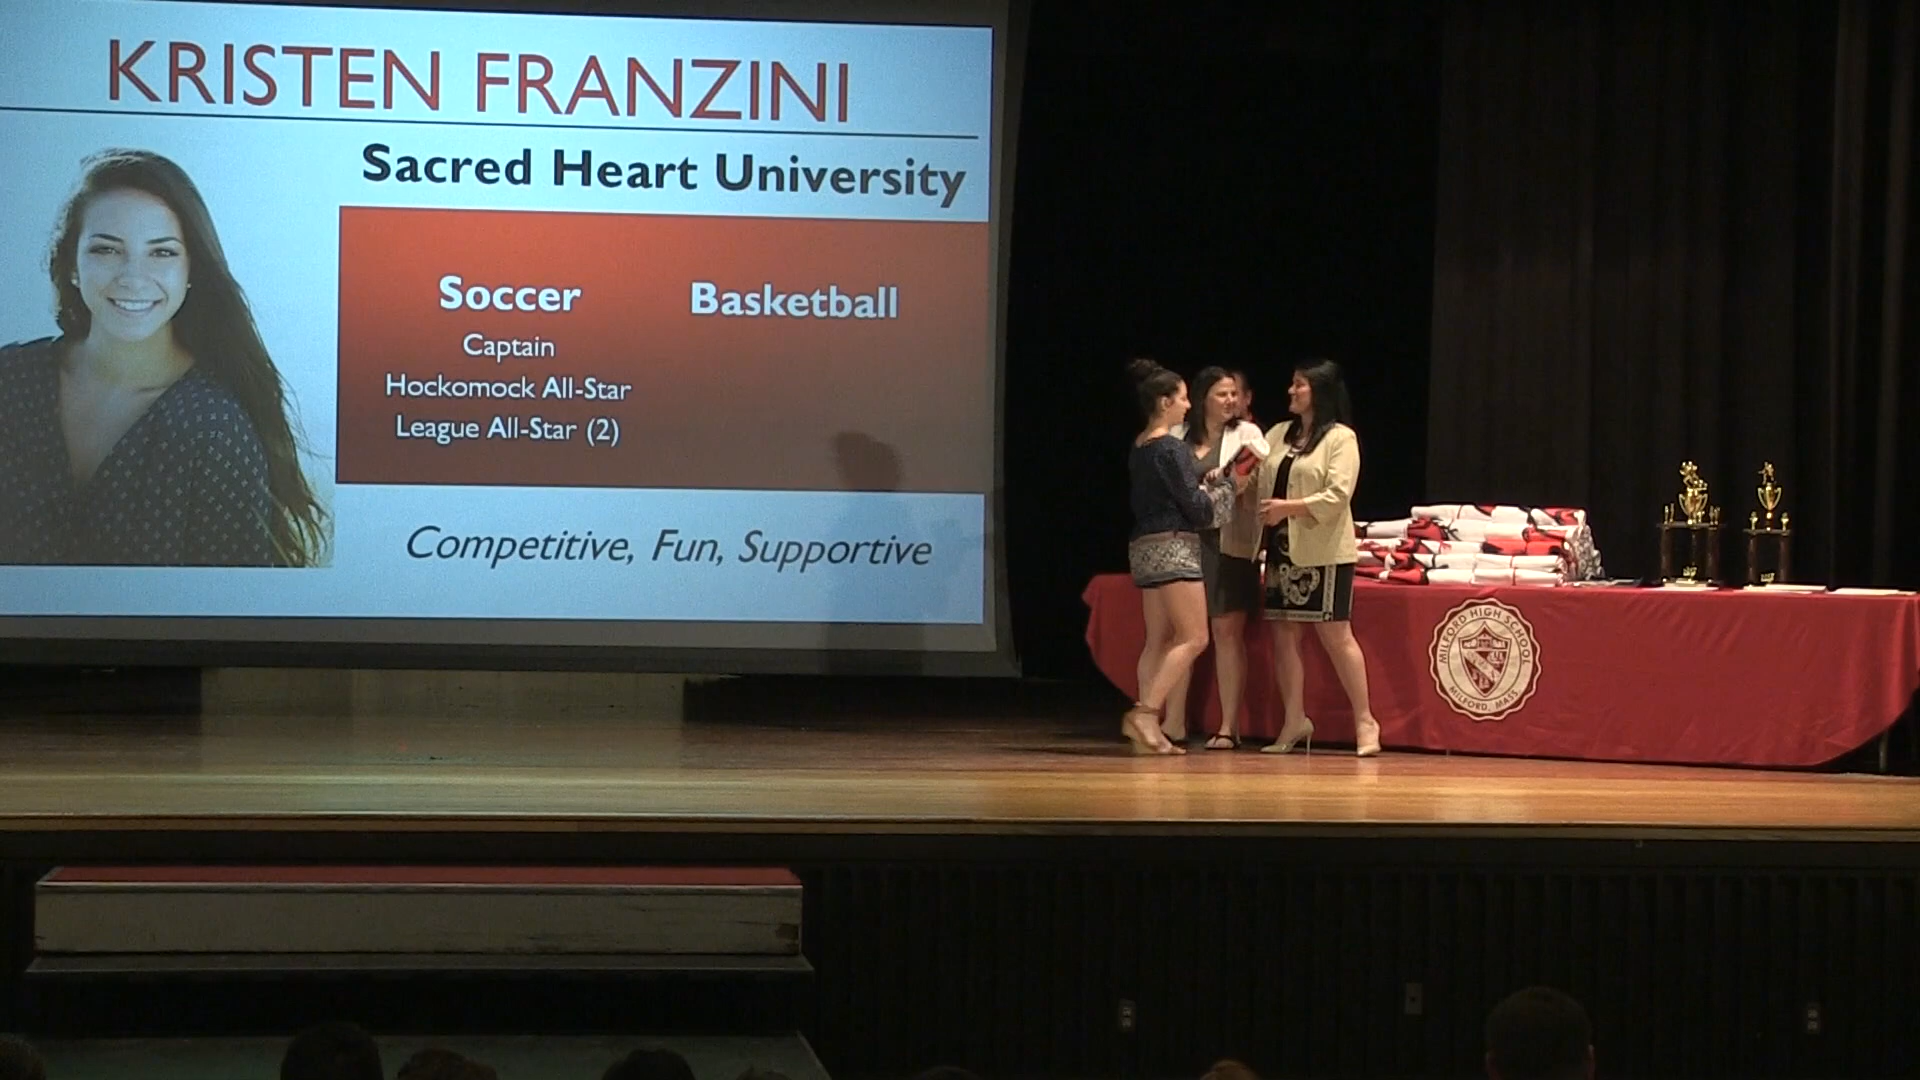 KRISTEN FRANZINI
Sacred Heart University
Soccer
Captain
Hockomock All-Star
League All-Star (2)
Basketball
Competitive, Fun, Supportive
MILFORD HIGH SCHOOL
MILFORD, MASS.